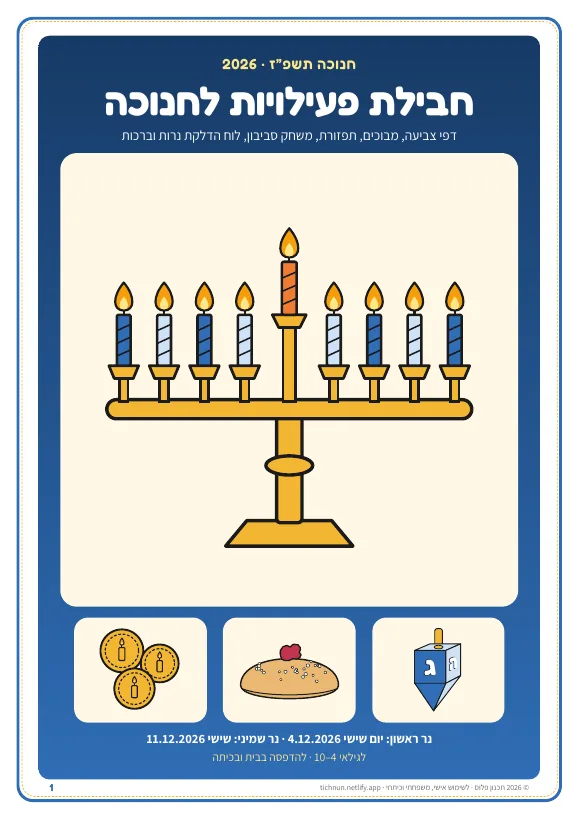 חנוכה תשפ״ז · 2026
חבילת פעילויות לחנוכה
דפי צביעה, מבוכים, תפזורת, משחק סביבון, לוח הדלקת נרות וברכות
ג
נ
נר ראשון: יום שישי 4.12.2026 · נר שמיני: שישי 11.12.2026
לגילאי 4–10 · להדפסה בבית ובכיתה
© 2026 תכנון פלוס · לשימוש אישי, משפחתי וכיתתי · tichnun.netlify.app
1